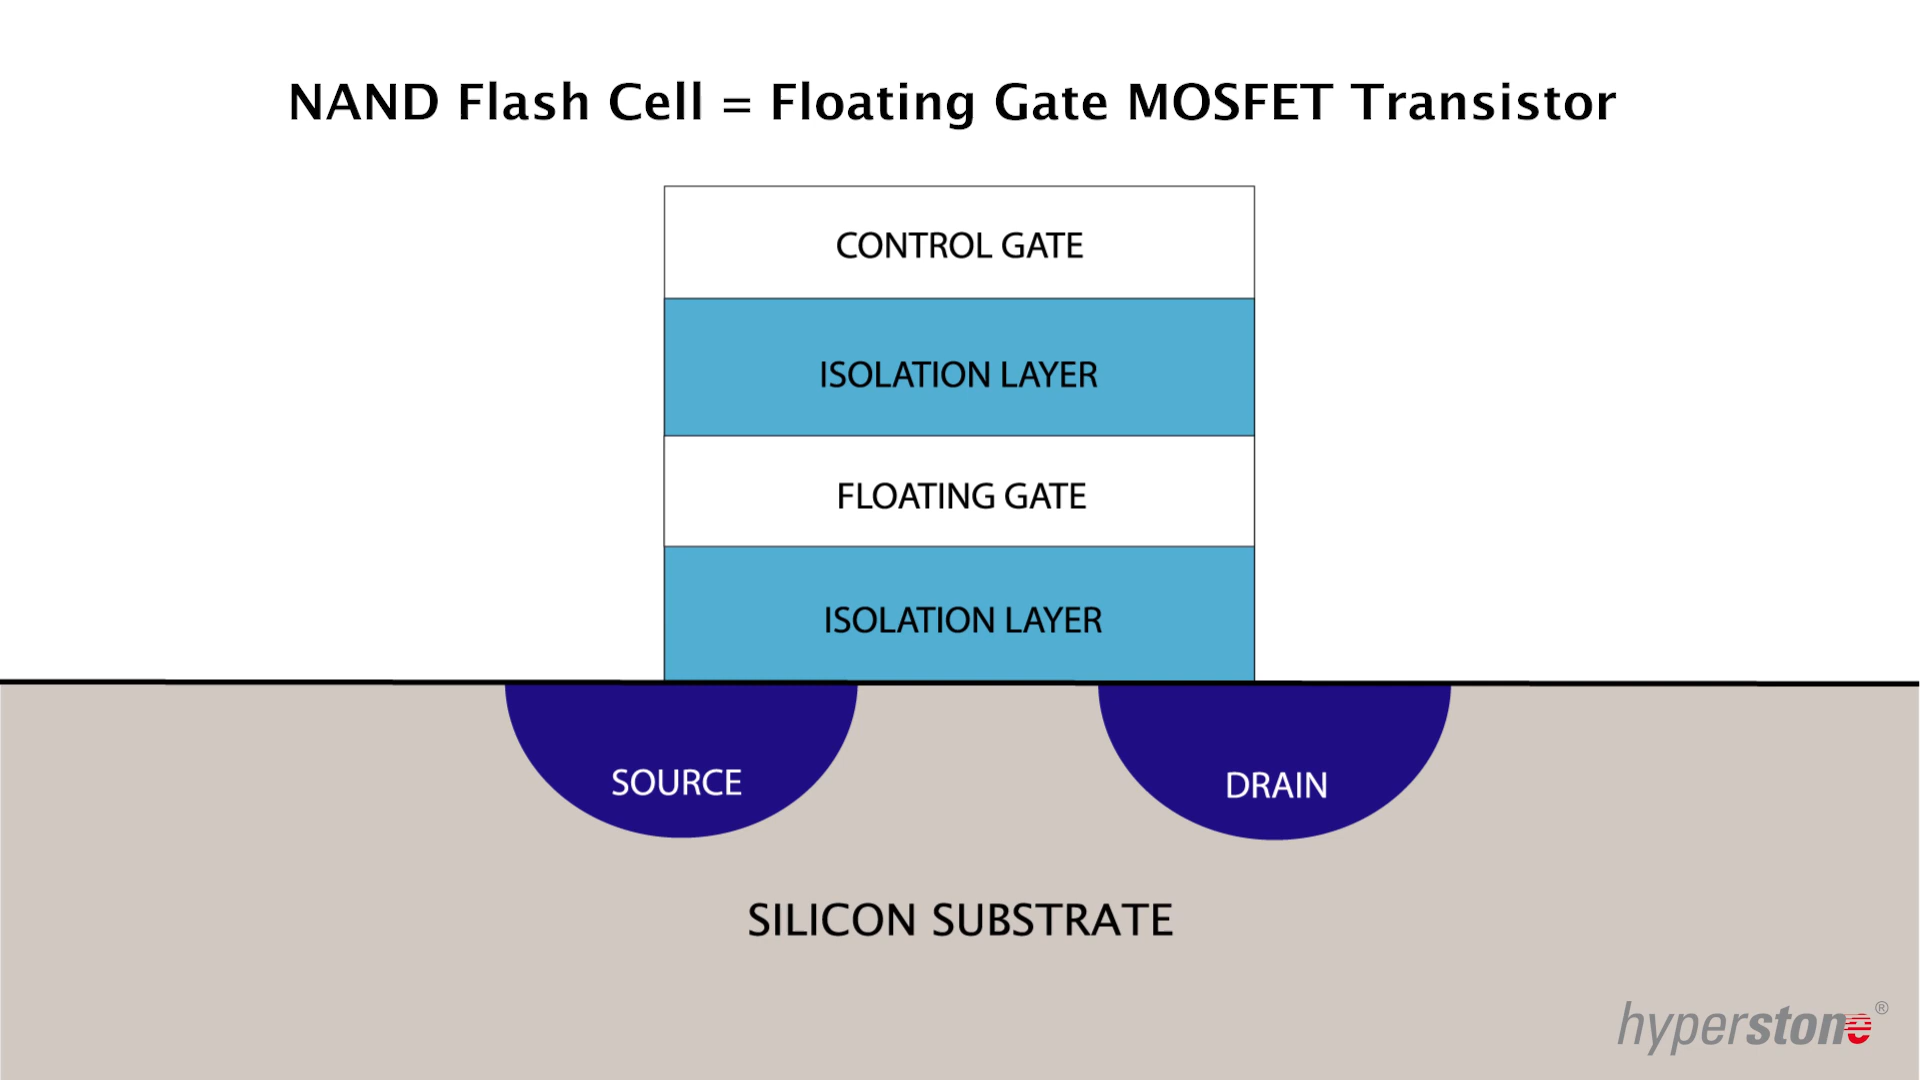 NAND Flash Cell = Floating Gate MOSFET Transistor
CONTROL GATE
ISOLATION LAYER
FLOATING GATE
ISOLATION LAYER
SOURCE
DRAIN
SILICON SUBSTRATE
hyperstone®